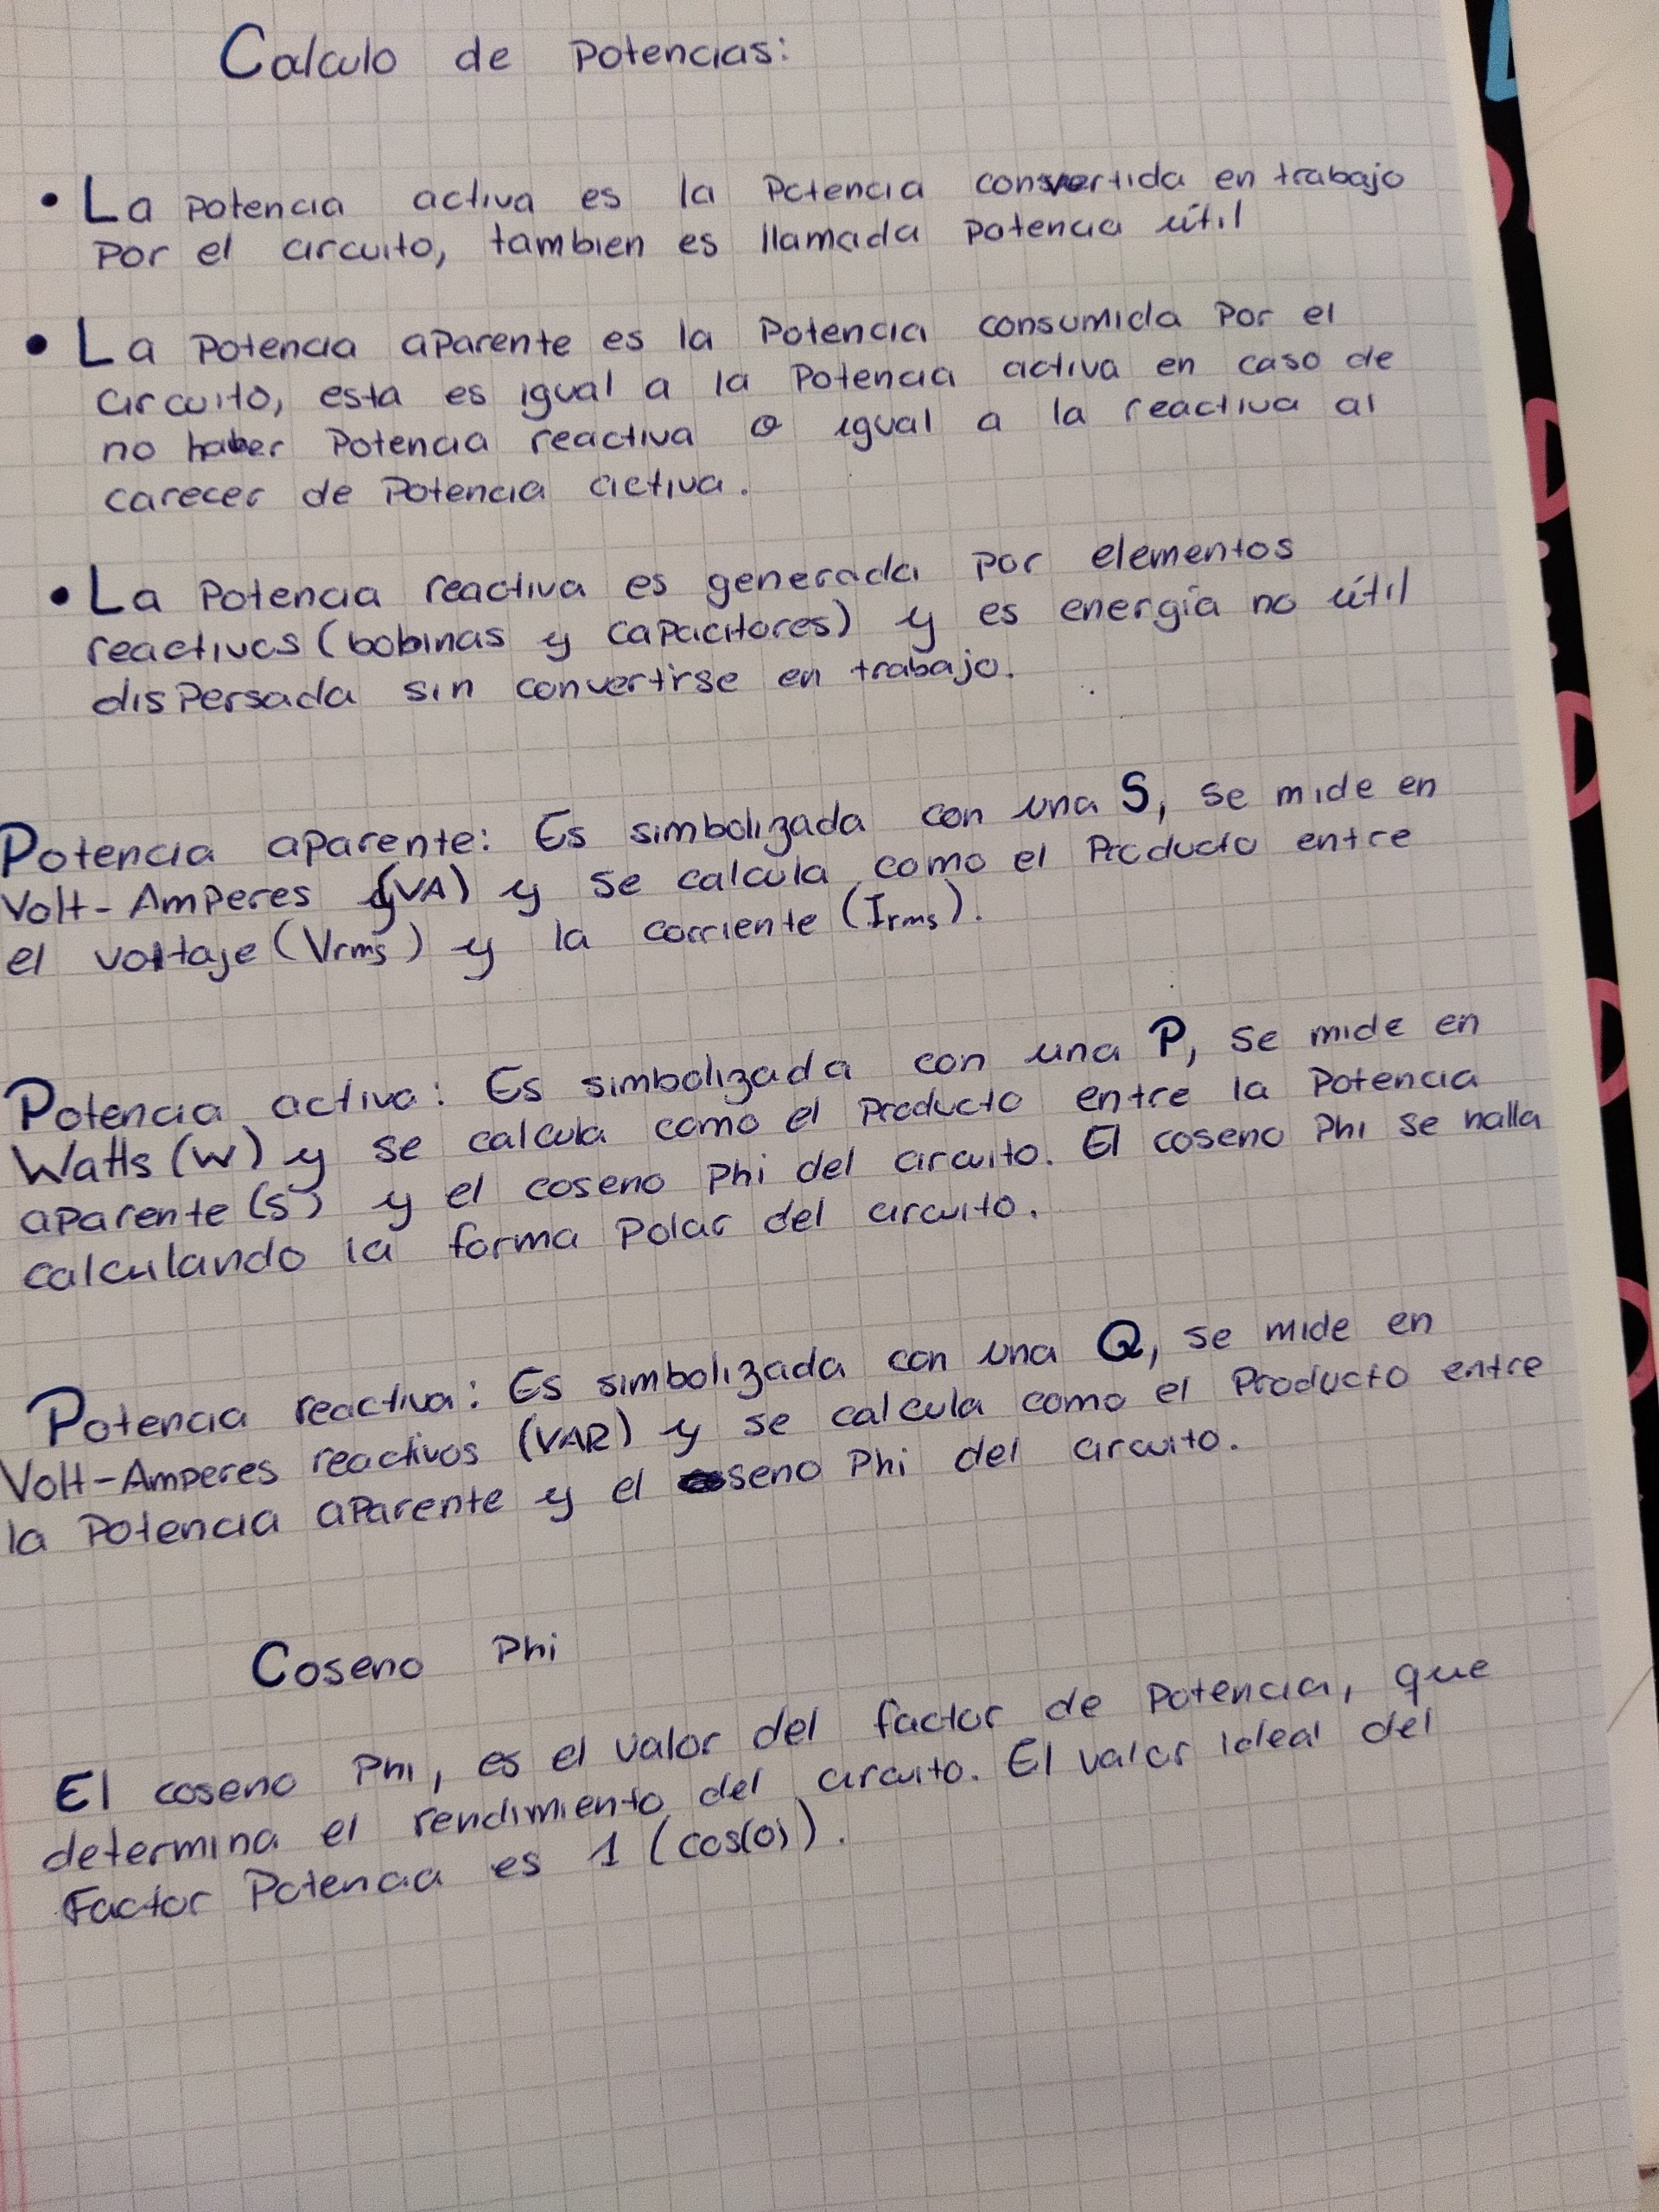 Calculo de potencias:
• La potencia activa es la potencia convertida en trabajo
por el circuito, tambien es llamada potencia útil
• La potencia aparente es la potencia consumida por el
circuito, esta es igual a la potencia activa en caso de
no haber potencia reactiva o igual a la reactiva al
carecer de potencia activa.
• La potencia reactiva es generada por elementos
reactivos (bobinas y capacitores) y es energía no útil
dispersada sin convertirse en trabajo.
Potencia aparente: Es simbolizada con una S, se mide en
Volt-Amperes (VA) y se calcula como el producto entre
el voltaje (Vrms) y la corriente (Irms).
Potencia activa: Es simbolizada con una P, se mide en
Watts (W) y se calcula como el producto entre la potencia
aparente (S) y el coseno phi del circuito. El coseno phi se halla
calculando la forma polar del circuito.
Potencia reactiva: Es simbolizada con una Q, se mide en
Volt-Amperes reactivos (VAR) y se calcula como el producto entre
la potencia aparente y el seno phi del circuito.
Coseno phi
El coseno phi, es el valor del factor de potencia, que
determina el rendimiento del circuito. El valor ideal del
Factor Potencia es 1 (cos(0)).